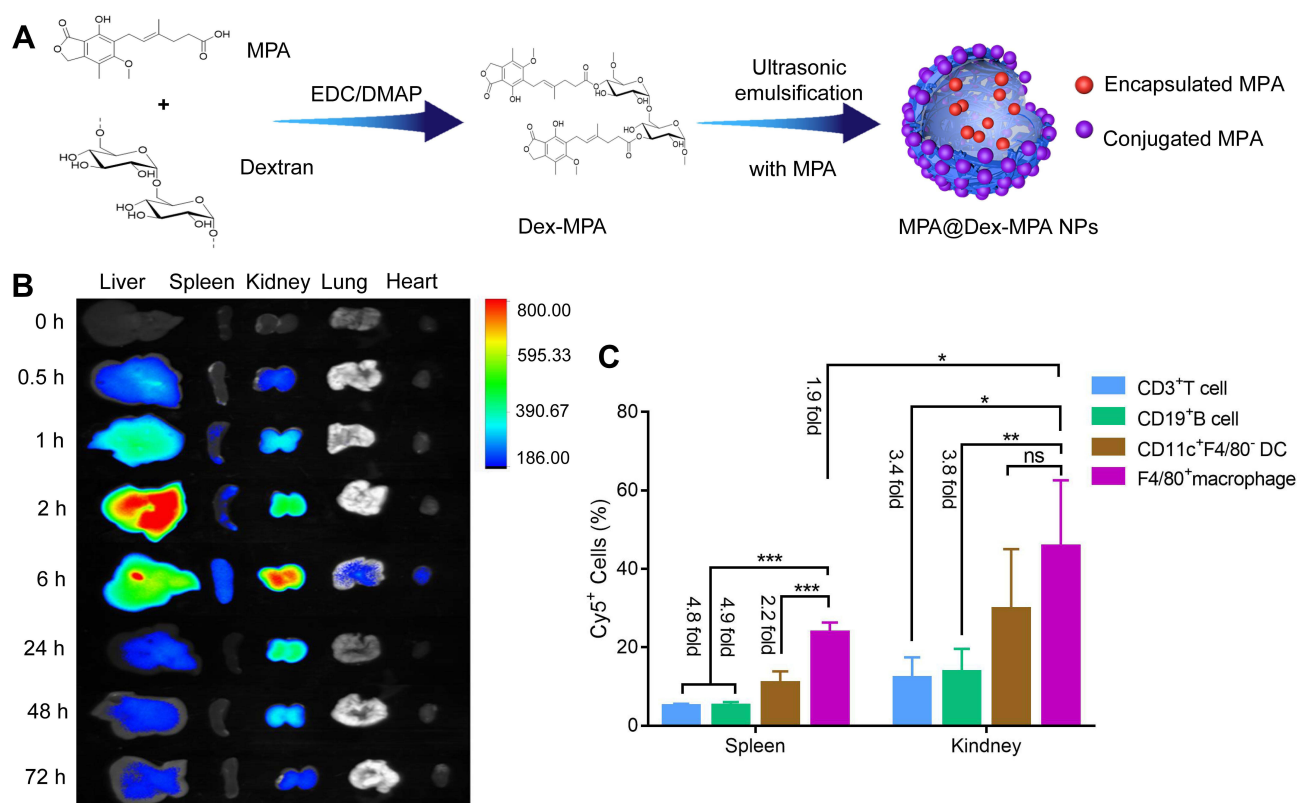 A
MPA
+
Dextran
EDC/DMAP
Dex-MPA
Ultrasonic
emulsification
with MPA
MPA@Dex-MPA NPs
Encapsulated MPA
Conjugated MPA
B
Liver Spleen Kidney Lung Heart
0 h
0.5 h
1 h
2 h
6 h
24 h
48 h
72 h
800.00
595.33
390.67
186.00
C
Cy5+ Cells (%)
80
60
40
20
0
Spleen
Kindney
4.8 fold
4.9 fold
2.2 fold
***
***
1.9 fold
3.4 fold
3.8 fold
*
*
**
ns
CD3+T cell
CD19+B cell
CD11c+F4/80- DC
F4/80+macrophage